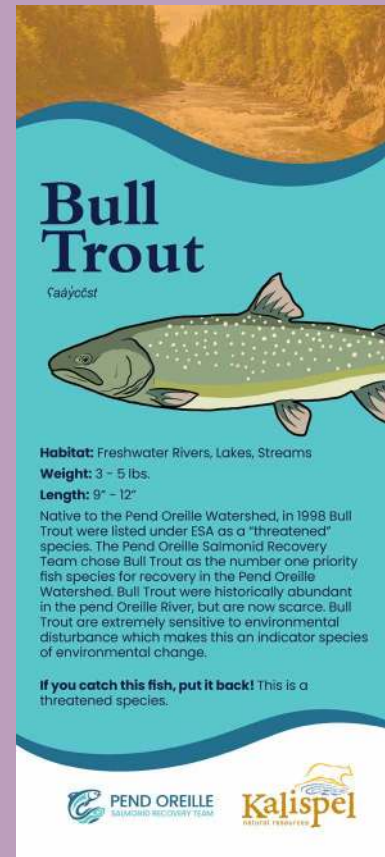 Bull
Trout
ʕaáy̓cčst
Habitat: Freshwater Rivers, Lakes, Streams
Weight: 3 - 5 lbs.
Length: 9" - 12"
Native to the Pend Oreille Watershed, in 1998 Bull
Trout were listed under ESA as a “threatened”
species. The Pend Oreille Salmonid Recovery
Team chose Bull Trout as the number one priority
fish species for recovery in the Pend Oreille
Watershed. Bull Trout were historically abundant
in the pend Oreille River, but are now scarce. Bull
Trout are extremely sensitive to environmental
disturbance which makes this an indicator species
of environmental change.
If you catch this fish, put it back! This is a
threatened species.
PEND OREILLE
SALMONID RECOVERY TEAM
Kalispel
natural resources